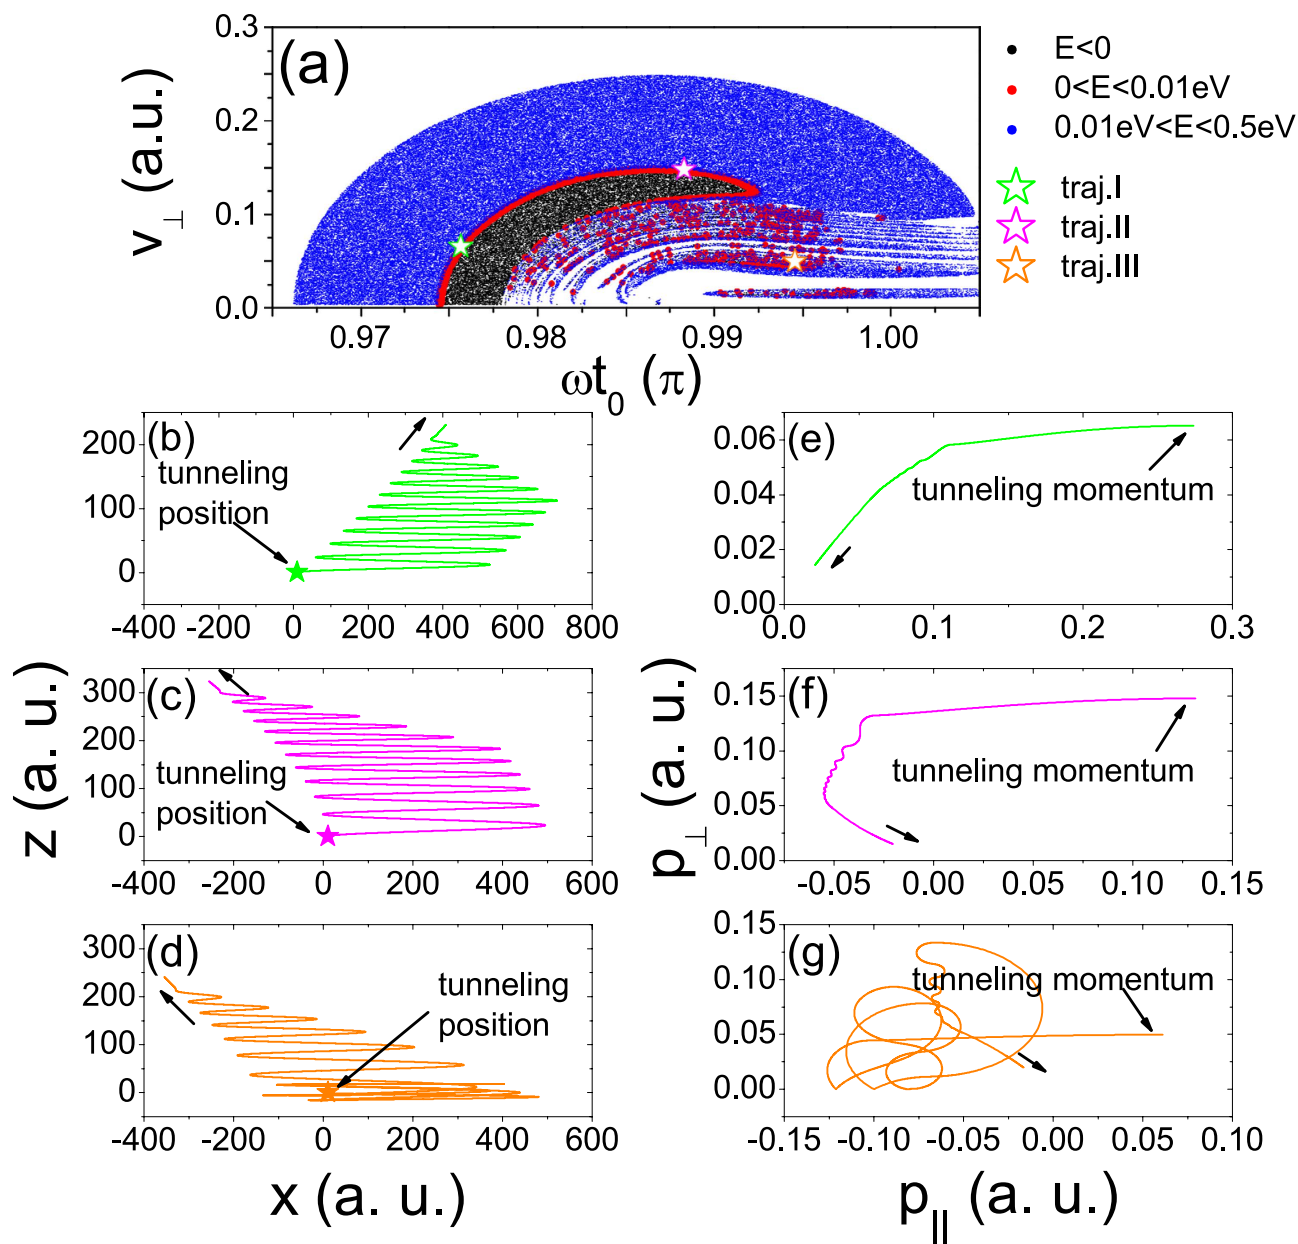 (a)
v⊥ (a.u.)
0.3
0.2
0.1
0.0
0.97 0.98 0.99 1.00
ωt₀ (π)
E<0
0<E<0.01eV
0.01eV<E<0.5eV
traj.I
traj.II
traj.III
(b)
tunneling
position
200
100
0
-400 -200 0 200 400 600 800
(e)
tunneling momentum
0.06
0.04
0.02
0.00
0.0 0.1 0.2 0.3
(c)
tunneling
position
300
200
100
0
-400 -200 0 200 400 600
(f)
tunneling momentum
0.15
0.10
0.05
0.00
-0.05 0.00 0.05 0.10 0.15
(d)
tunneling
position
300
200
100
0
-400 -200 0 200 400 600
(g)
tunneling momentum
0.15
0.10
0.05
0.00
-0.15 -0.10 -0.05 0.00 0.05 0.10
z (a. u.)
p⊥ (a. u.)
x (a. u.)
p|| (a. u.)